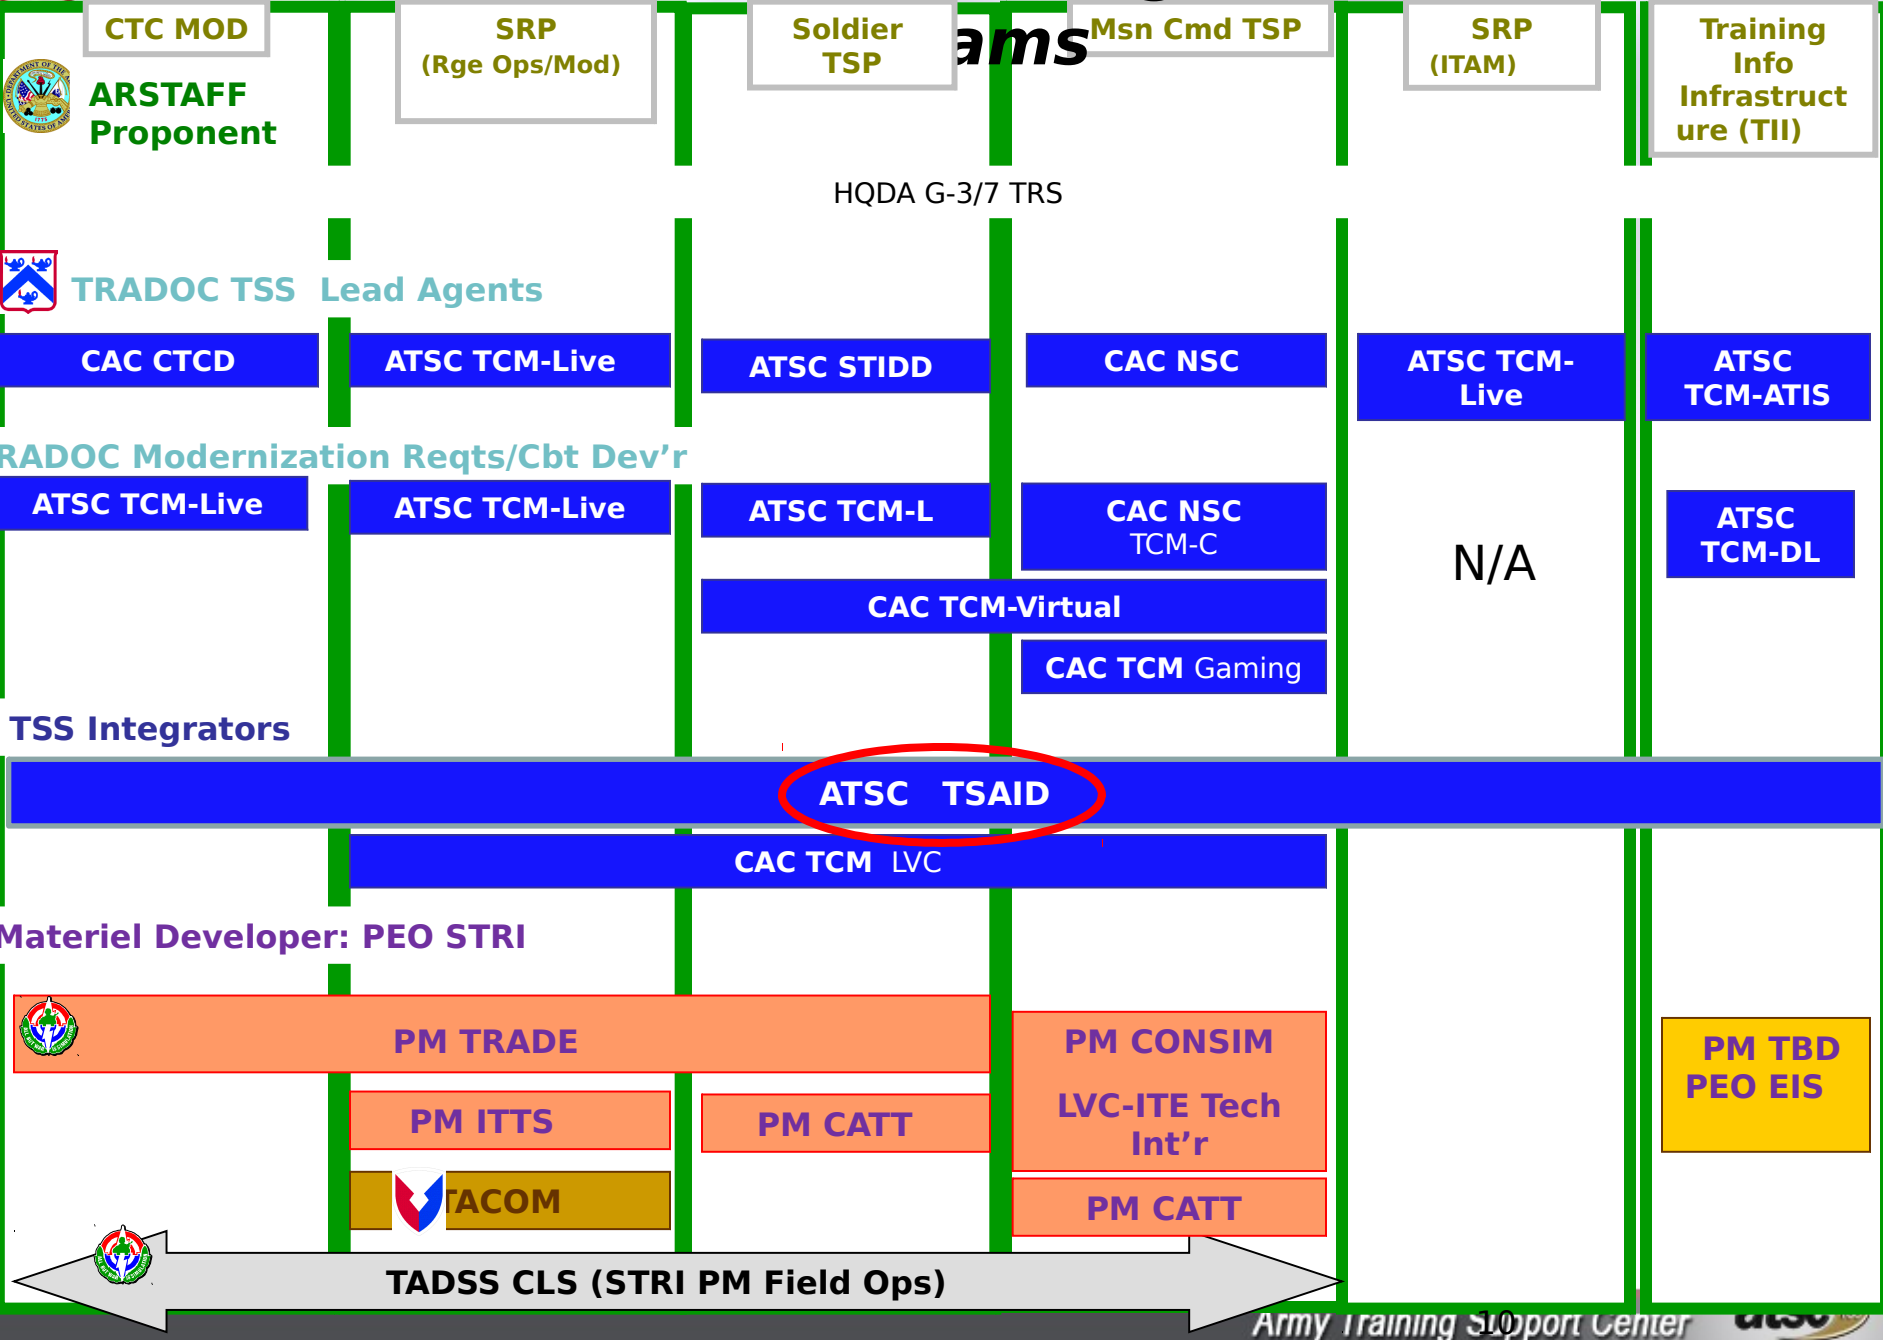 ams
CTC MOD
SRP
(Rge Ops/Mod)
Soldier
TSP
Msn Cmd TSP
SRP
(ITAM)
Training
Info
Infrastruct
ure (TII)
ARSTAFF
Proponent
HQDA G-3/7 TRS
TRADOC TSS Lead Agents
CAC CTCD
ATSC TCM-Live
ATSC STIDD
CAC NSC
ATSC TCM-
Live
ATSC
TCM-ATIS
RADOC Modernization Reqts/Cbt Dev’r
ATSC TCM-Live
ATSC TCM-Live
ATSC TCM-L
CAC NSC
TCM-C
N/A
ATSC
TCM-DL
CAC TCM-Virtual
CAC TCM Gaming
TSS Integrators
ATSC TSAID
CAC TCM LVC
Materiel Developer: PEO STRI
PM TRADE
PM CONSIM
LVC-ITE Tech
Int’r
PM TBD
PEO EIS
PM ITTS
PM CATT
TACOM
PM CATT
TADSS CLS (STRI PM Field Ops)
Army Training Support Center
10
atsc